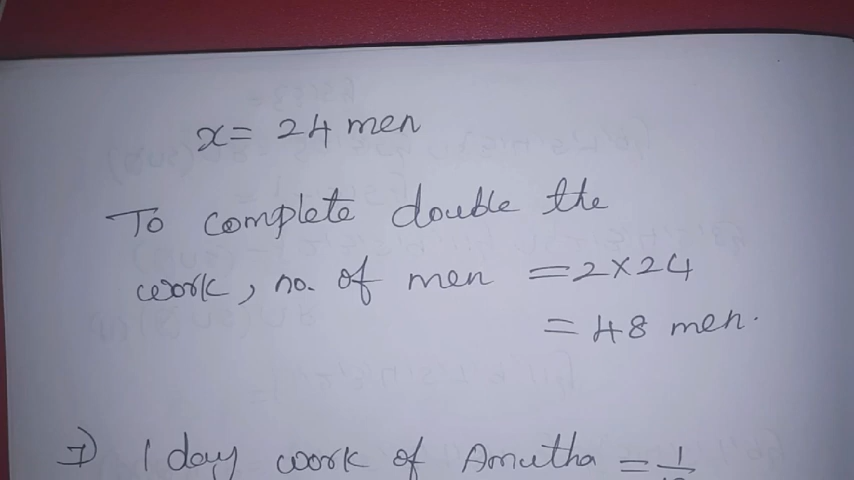 x = 24 men
To complete double the
work, no. of men = 2 × 24
= 48 men.
1 day work of Amutha = 1